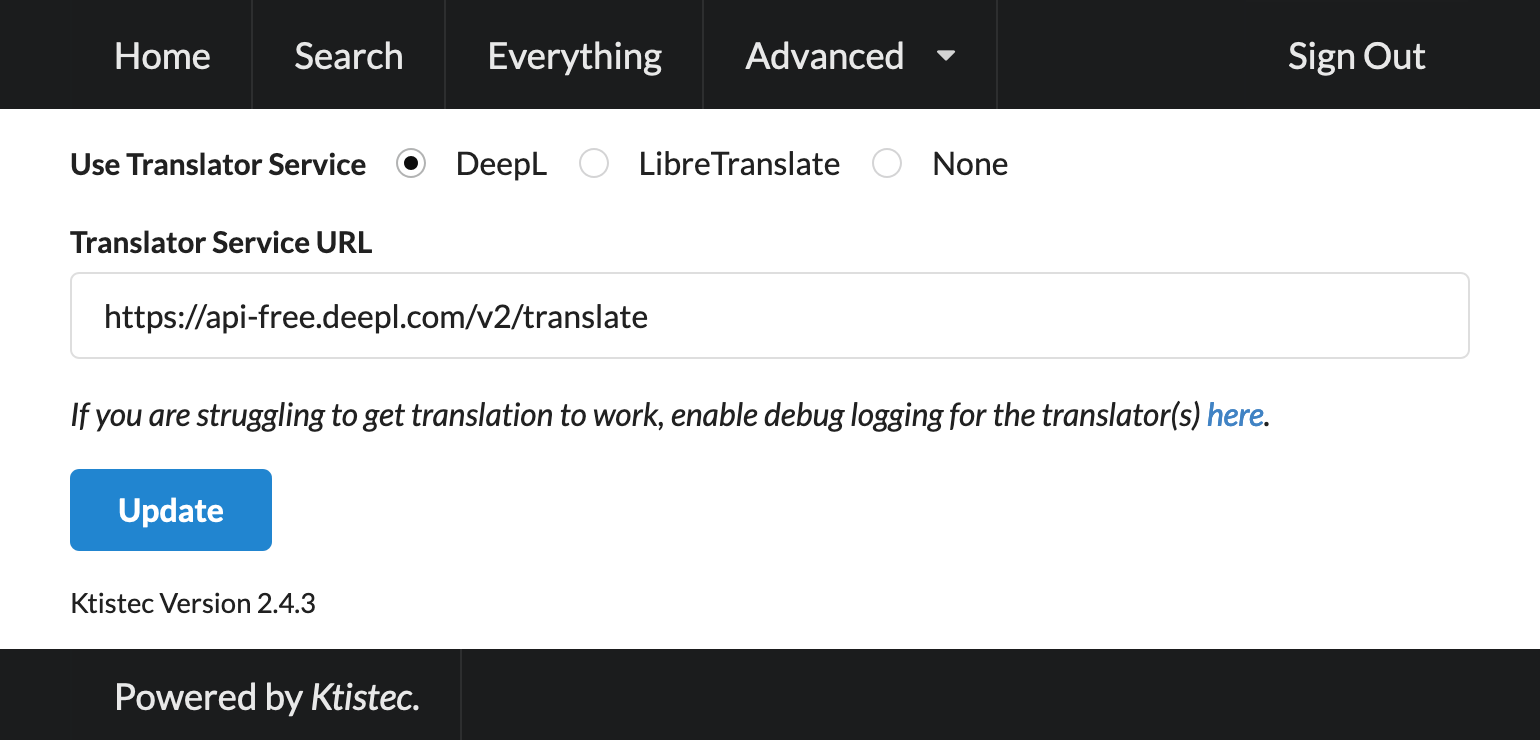 Home Search Everything Advanced Sign Out
Use Translator Service DeepL LibreTranslate None
Translator Service URL
https://api-free.deepl.com/v2/translate
If you are struggling to get translation to work, enable debug logging for the translator(s) here.
Update
Ktistec Version 2.4.3
Powered by Ktistec.